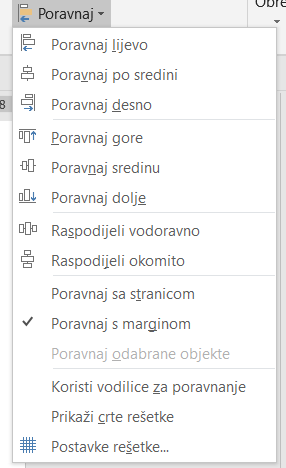 Poravnaj
Obre
8
Poravnaj lijevo
Poravnaj po sredini
Poravnaj desno
Poravnaj gore
Poravnaj sredinu
Poravnaj dolje
Raspodijeli vodoravno
Raspodijeli okomito
Poravnaj sa stranicom
Poravnaj s marginom
Poravnaj odabrane objekte
Koristi vodilice za poravnanje
Prikaži crte rešetke
Postavke rešetke...